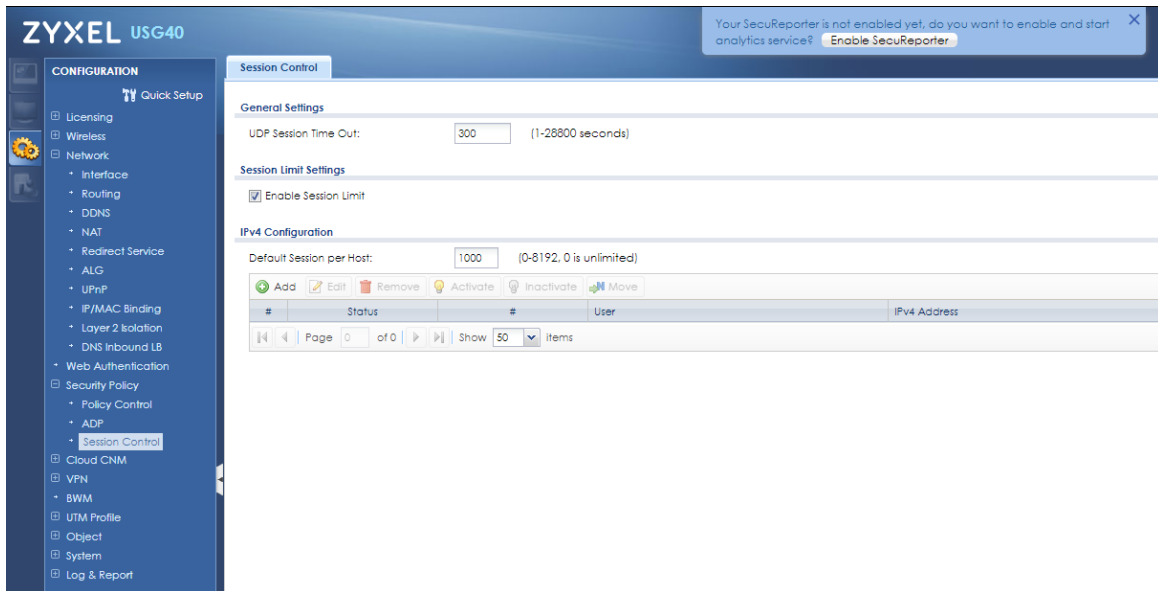 ZYXEL USG40
Your SecuReporter is not enabled yet, do you want to enable and start
analytics service? Enable SecuReporter
CONFIGURATION
Quick Setup
Licensing
Wireless
Network
Interface
Routing
DDNS
NAT
Redirect Service
ALG
UPnP
IP/MAC Binding
Layer 2 Isolation
DNS Inbound LB
Web Authentication
Security Policy
Policy Control
ADP
Session Control
Cloud CNM
VPN
BWM
UTM Profile
Object
System
Log & Report
Session Control
General Settings
UDP Session Time Out: 300 (1-28800 seconds)
Session Limit Settings
Enable Session Limit
IPv4 Configuration
Default Session per Host: 1000 (0-8192, 0 is unlimited)
Add Edit Remove Activate Inactivate Move
# Status # User IPv4 Address
Page 0 of 0 Show 50 items